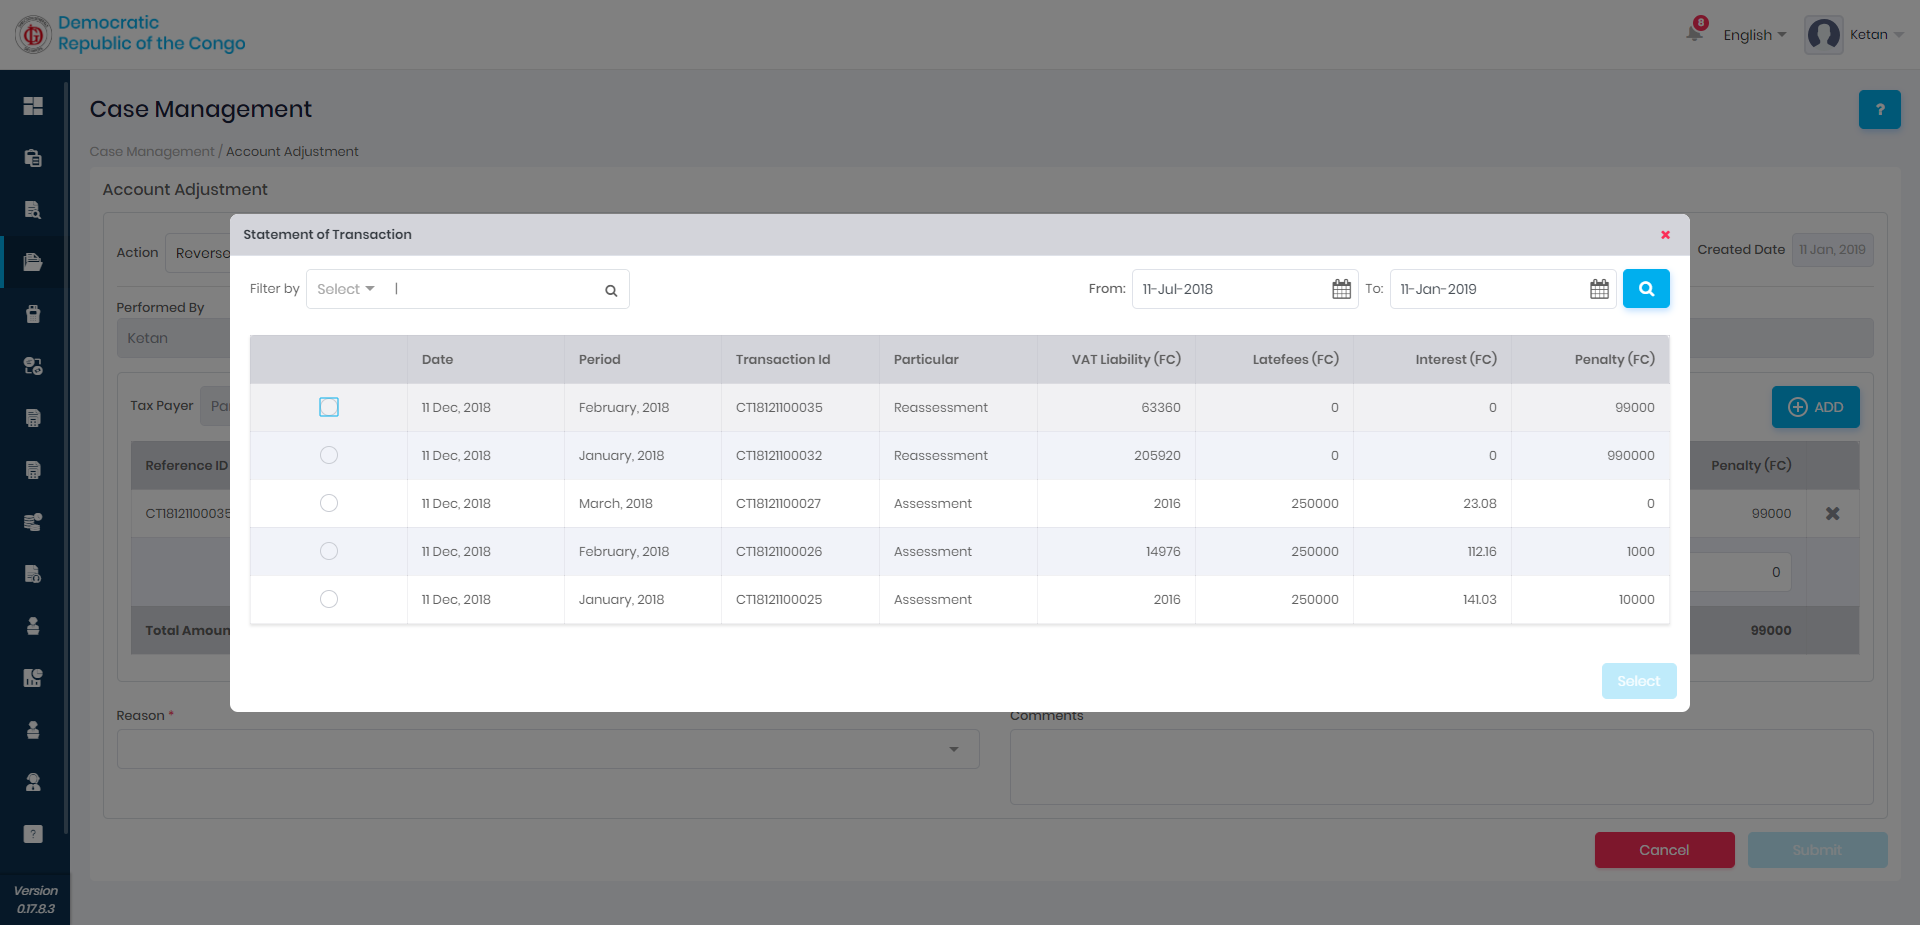 Democratic
Republic of the Congo
8
English
Ketan
Case Management
?
Case Management / Account Adjustment
Account Adjustment
Action
Reverse
Created Date
11 Jan, 2019
Statement of Transaction
Filter by
Select
From:
11-Jul-2018
To:
11-Jan-2019
Performed By
Ketan
Date Period Transaction Id Particular VAT Liability (FC) Latefees (FC) Interest (FC) Penalty (FC)
11 Dec, 2018 February, 2018 CT18121100035 Reassessment 63360 0 0 99000
11 Dec, 2018 January, 2018 CT18121100032 Reassessment 205920 0 0 990000
11 Dec, 2018 March, 2018 CT18121100027 Assessment 2016 250000 23.08 0
11 Dec, 2018 February, 2018 CT18121100026 Assessment 14976 250000 112.16 1000
11 Dec, 2018 January, 2018 CT18121100025 Assessment 2016 250000 141.03 10000
Select
Tax Payer
ADD
Reference ID
Penalty (FC)
CT18121100035
99000
0
Total Amoun
99000
Reason *
Comments
Cancel
Submit
?
Version
0.17.8.3